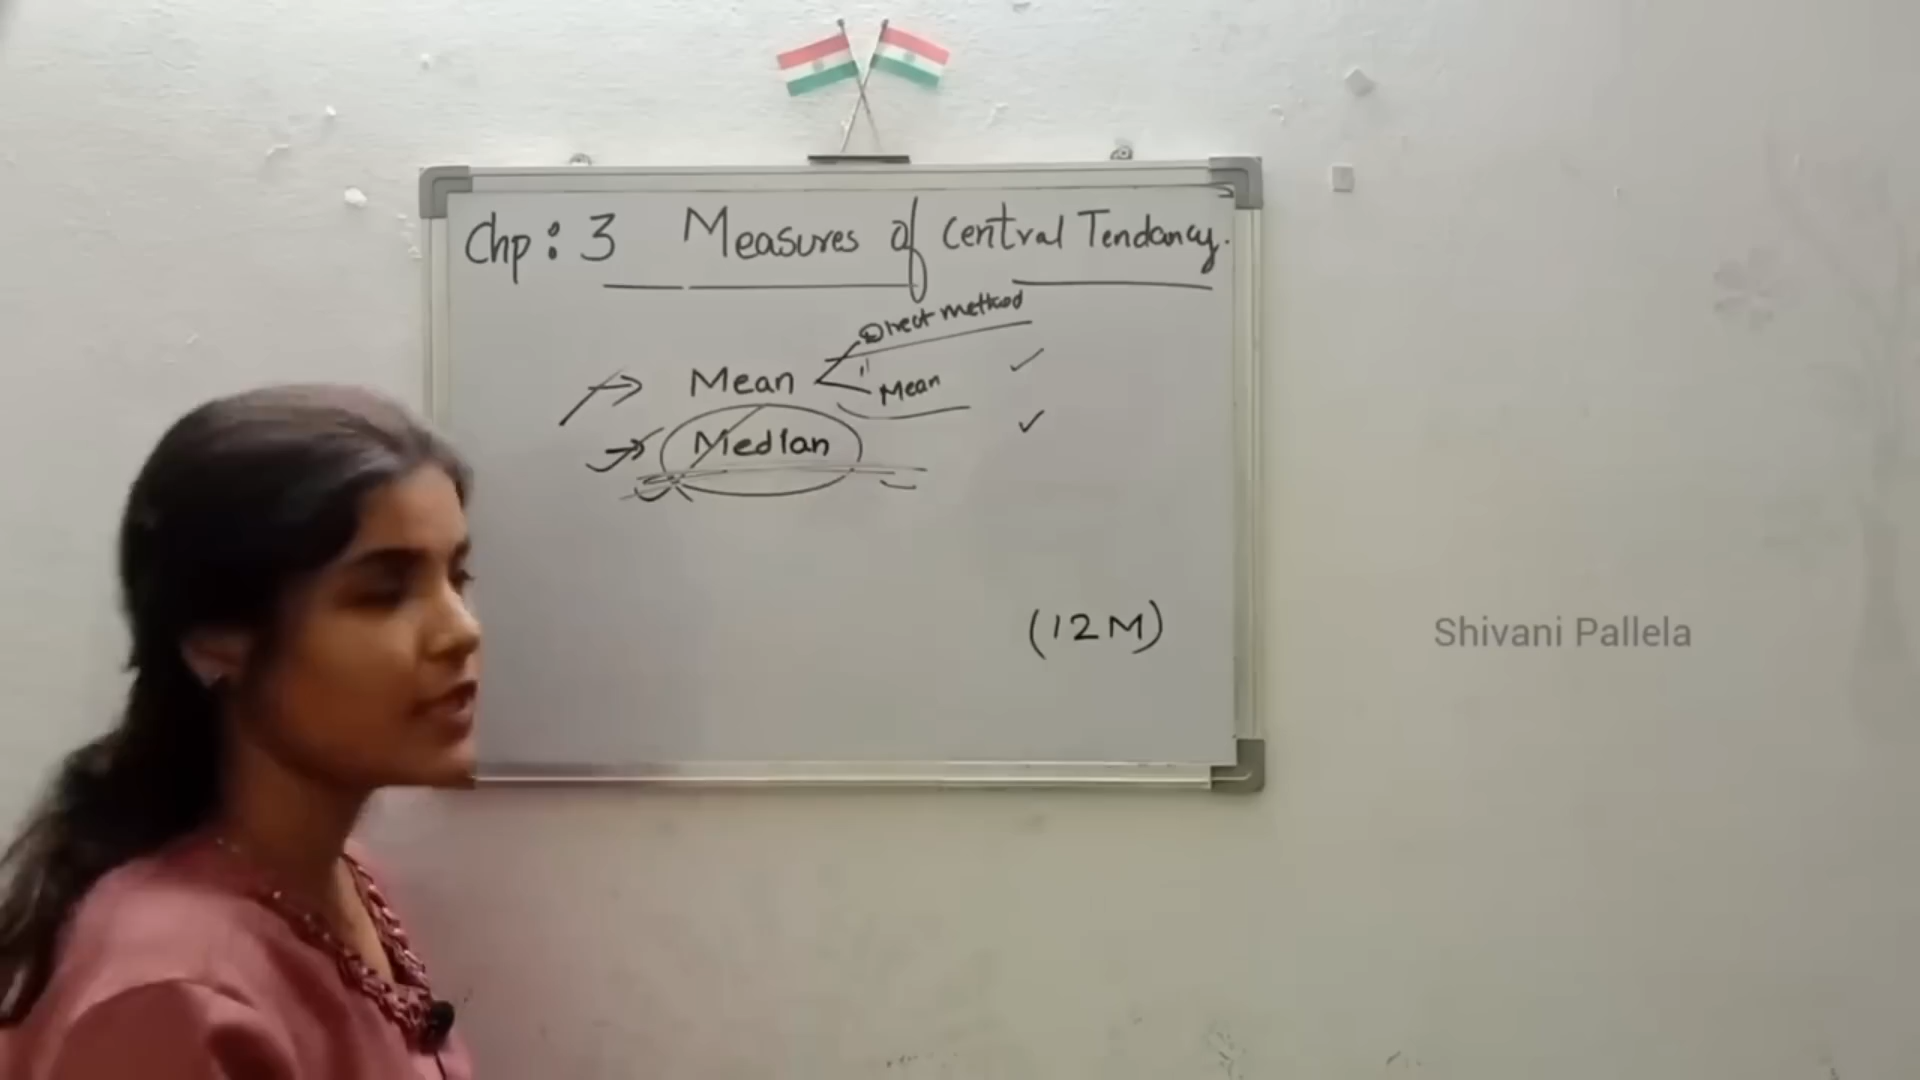 Chp: 3 Measures of Central Tendancy.
Direct method
Mean
"
Mean
Median
(12M)
Shivani Pallela